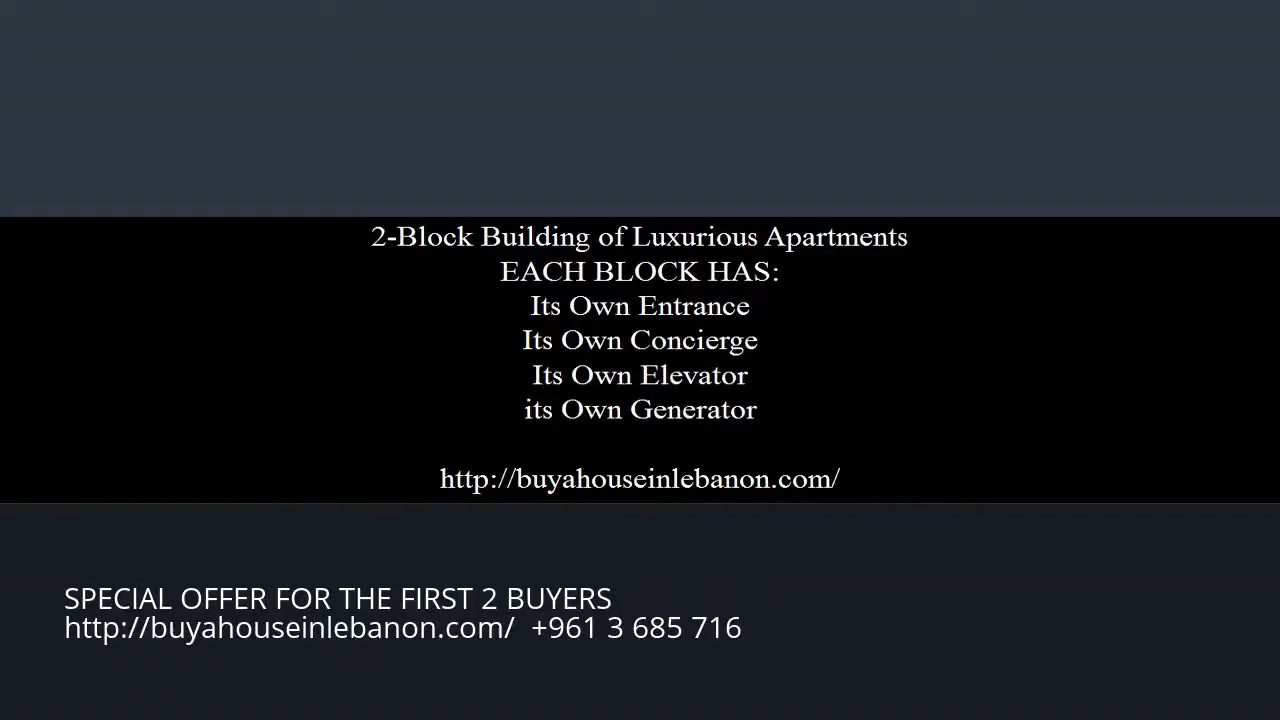 2-Block Building of Luxurious Apartments
EACH BLOCK HAS:
Its Own Entrance
Its Own Concierge
Its Own Elevator
its Own Generator
http://buyahouseinlebanon.com/
SPECIAL OFFER FOR THE FIRST 2 BUYERS
http://buyahouseinlebanon.com/  +961 3 685 716